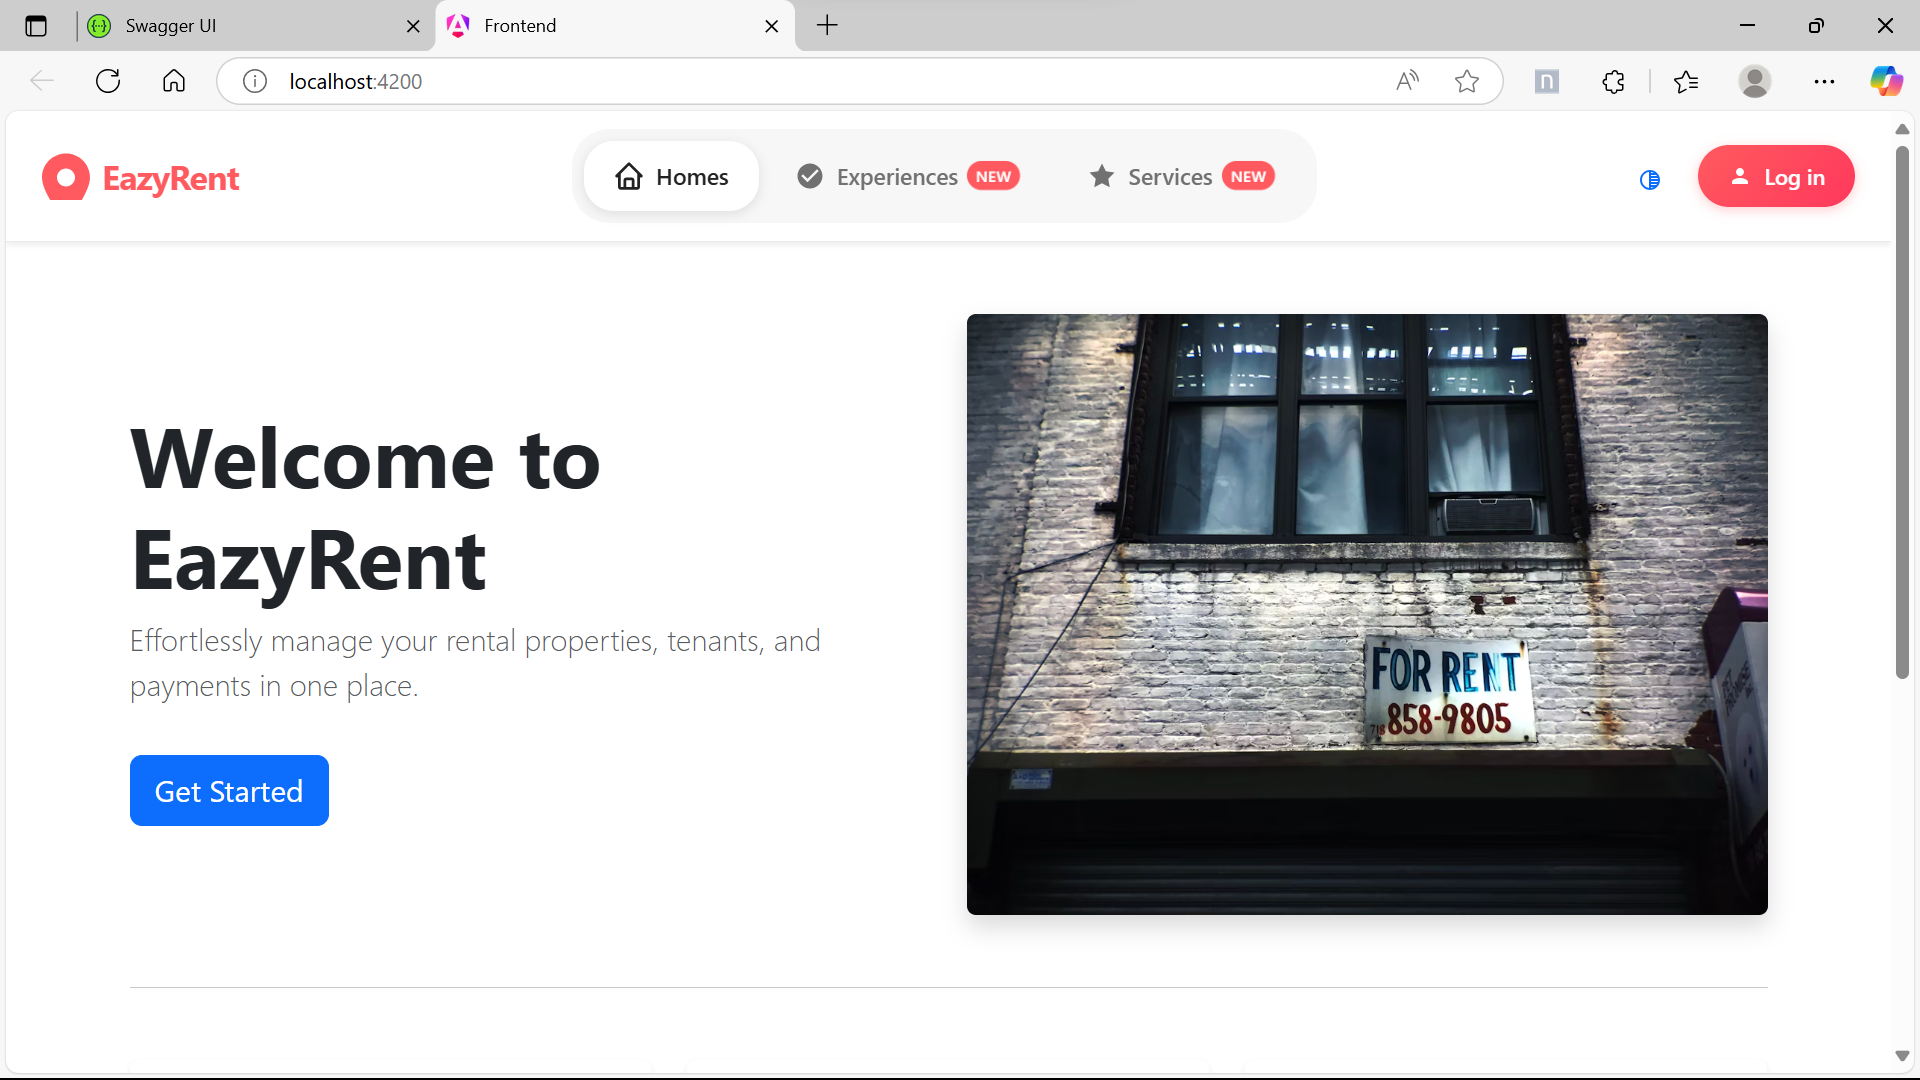 Swagger UI
Frontend
localhost:4200
EazyRent
Homes
Experiences NEW
Services NEW
Log in
Welcome to
EazyRent
Effortlessly manage your rental properties, tenants, and
payments in one place.
Get Started
FOR RENT
718 858-9805